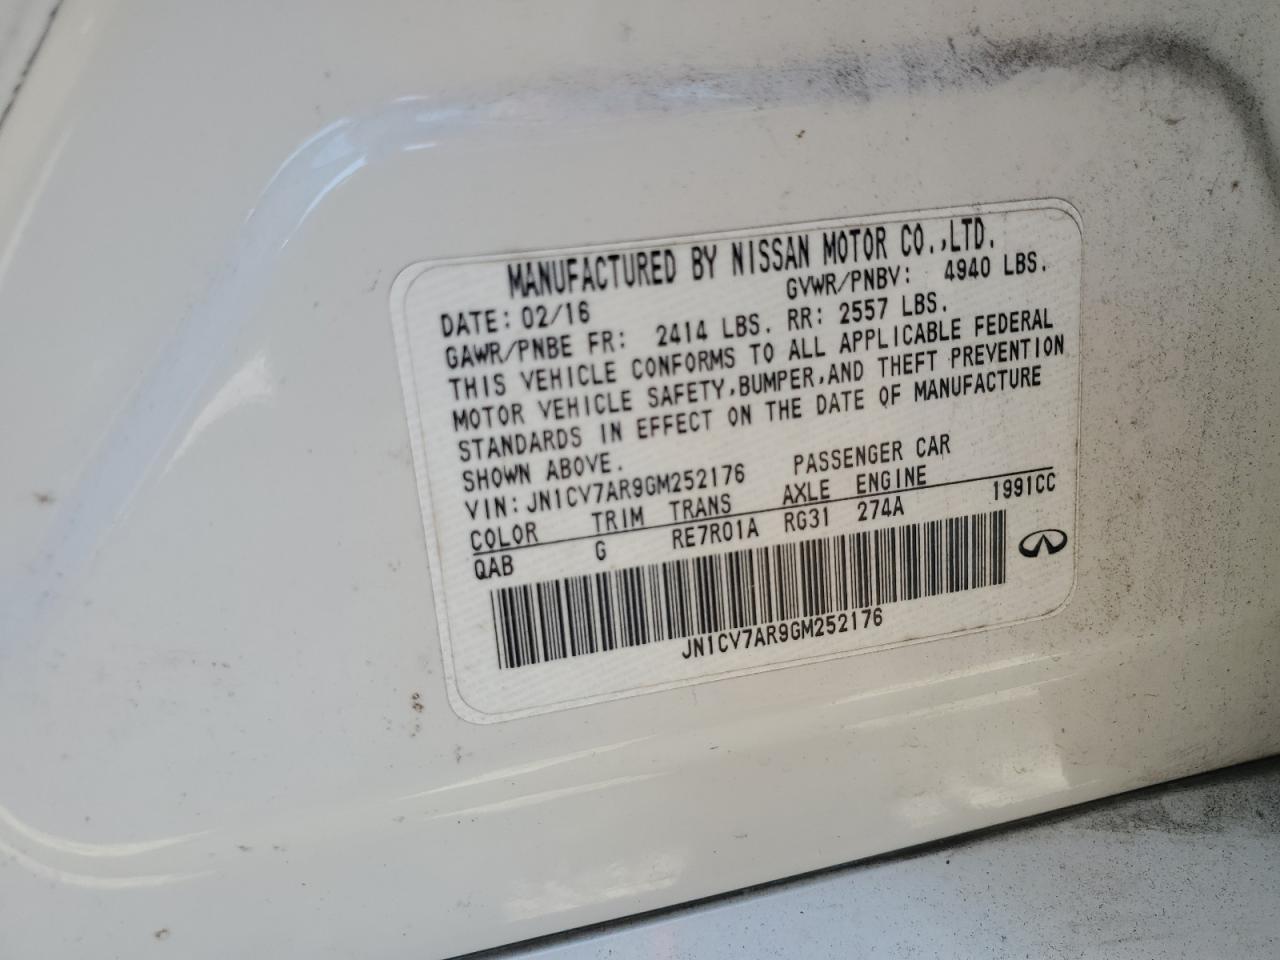 MANUFACTURED BY NISSAN MOTOR CO.,LTD.
DATE: 02/16 GVWR/PNBV: 4940 LBS.
GAWR/PNBE FR: 2414 LBS. RR: 2557 LBS.
THIS VEHICLE CONFORMS TO ALL APPLICABLE FEDERAL
MOTOR VEHICLE SAFETY,BUMPER,AND THEFT PREVENTION
STANDARDS IN EFFECT ON THE DATE OF MANUFACTURE
SHOWN ABOVE.
VIN:JN1CV7AR9GM252176 PASSENGER CAR
COLOR TRIM TRANS AXLE ENGINE
QAB G RE7R01A RG31 274A 1991CC
JN1CV7AR9GM252176